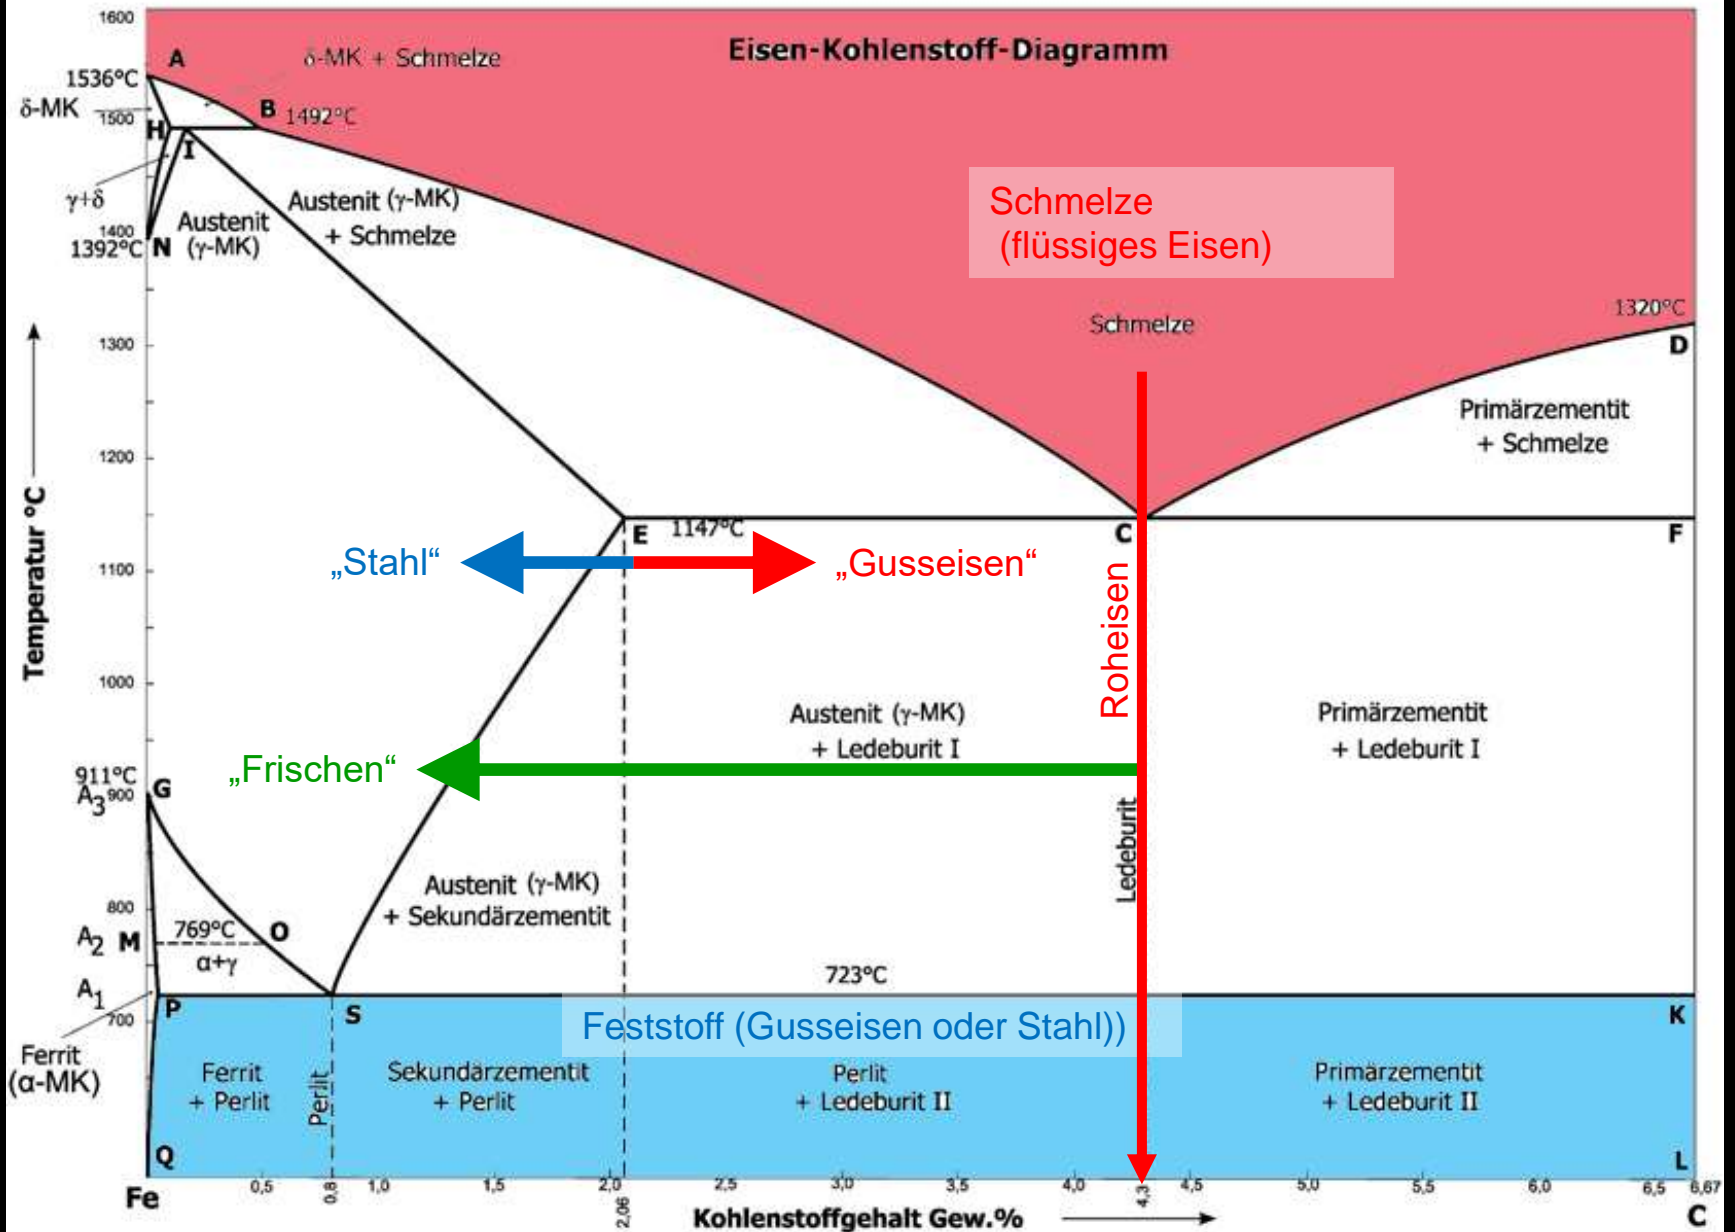 Eisen-Kohlenstoff-Diagramm
1600
A
δ-MK + Schmelze
1536°C
δ-MK
1500
H
B
1492°C
I
γ+δ
Austenit
(γ-MK)
Austenit (γ-MK)
+ Schmelze
1400
1392°C
N
Schmelze
(flüssiges Eisen)
Schmelze
1320°C
D
1300
Primärzementit
+ Schmelze
1200
Temperatur °C
E
1147°C
C
F
„Stahl“
„Gusseisen“
1100
Roheisen
1000
Austenit (γ-MK)
+ Ledeburit I
Primärzementit
+ Ledeburit I
„Frischen“
911°C
A3
900
G
Ledeburit
Austenit (γ-MK)
+ Sekundärzementit
800
A2
M
769°C
O
α+γ
723°C
A1
P
S
K
700
Feststoff (Gusseisen oder Stahl))
Ferrit
(α-MK)
Ferrit
+ Perlit
Perlit
Sekundärzementit
+ Perlit
Perlit
+ Ledeburit II
Primärzementit
+ Ledeburit II
Q
L
Fe
0,5
0,8
1,0
1,5
2,0
2,06
2,5
3,0
3,5
4,0
4,3
4,5
5,0
5,5
6,0
6,5
6,67
C
Kohlenstoffgehalt Gew.%